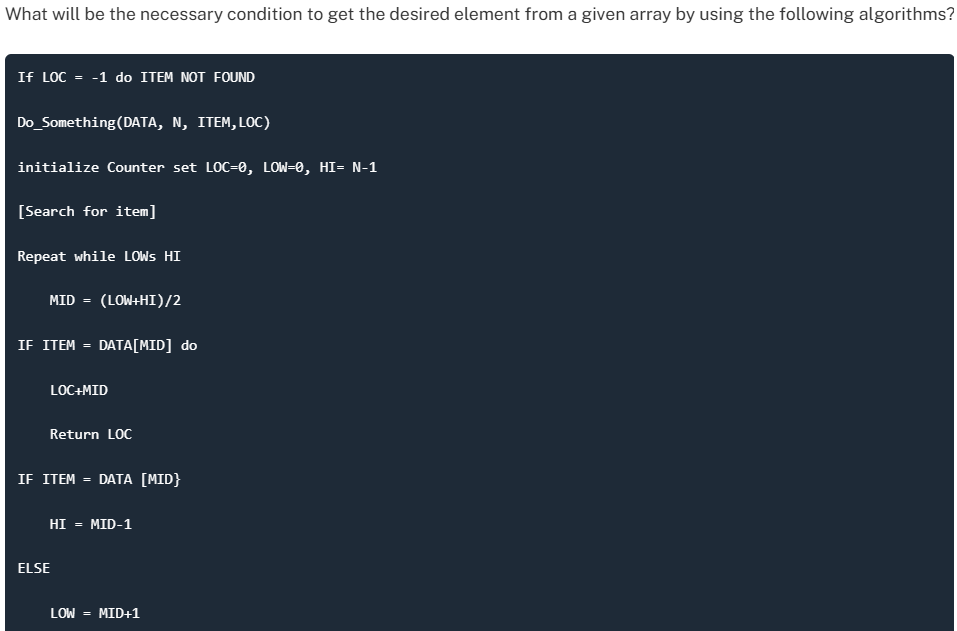 What will be the necessary condition to get the desired element from a given array by using the following algorithms?
If LOC = -1 do ITEM NOT FOUND
Do_Something(DATA, N, ITEM,LOC)
initialize Counter set LOC=0, LOW=0, HI= N-1
[Search for item]
Repeat while LOWs HI
MID = (LOW+HI)/2
IF ITEM = DATA[MID] do
LOC+MID
Return LOC
IF ITEM = DATA [MID}
HI = MID-1
ELSE
LOW = MID+1